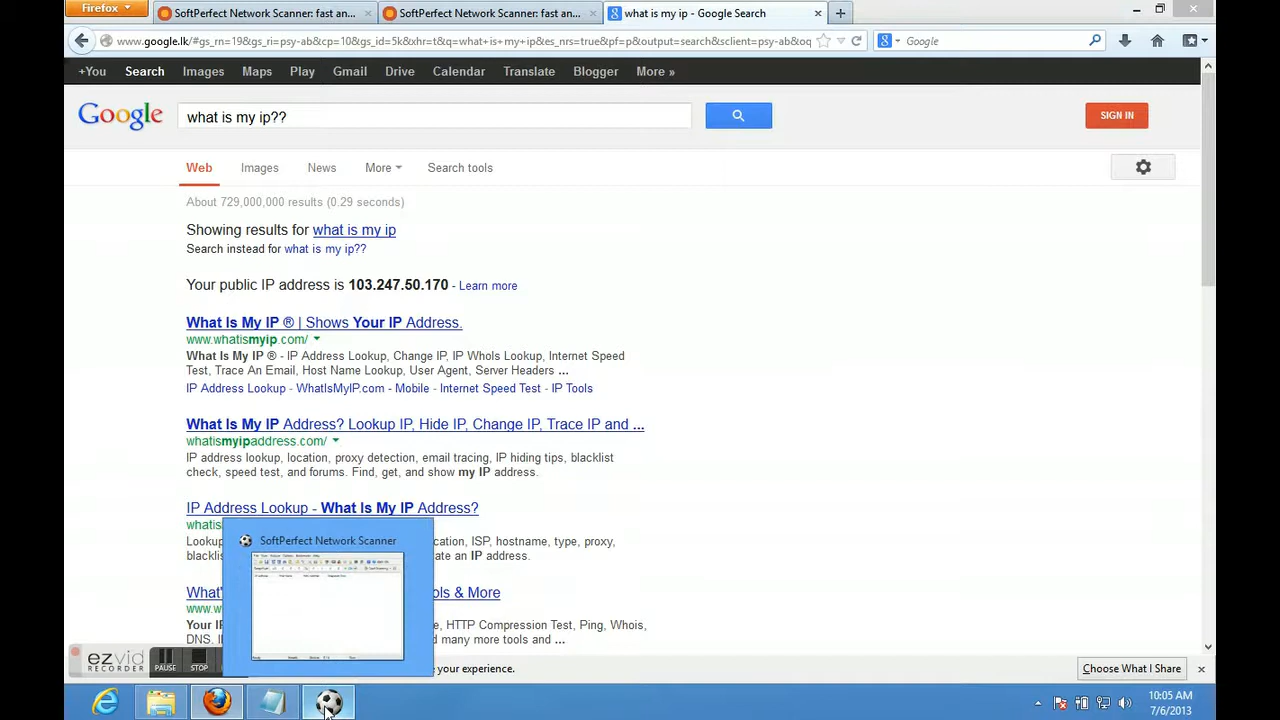 Firefox
SoftPerfect Network Scanner: fast an...
SoftPerfect Network Scanner: fast an...
what is my ip - Google Search
www.google.lk/#gs_rn=19&gs_ri=psy-ab&cp=10&gs_id=5k&xhr=t&q=what+is+my+ip&es_nrs=true&pf=p&output=search&sclient=psy-ab&oq
Google
+You Search Images Maps Play Gmail Drive Calendar Translate Blogger More »
Google
what is my ip??
SIGN IN
Web Images News More Search tools
About 729,000,000 results (0.29 seconds)
Showing results for what is my ip
Search instead for what is my ip??
Your public IP address is 103.247.50.170 - Learn more
What Is My IP ® | Shows Your IP Address.
www.whatismyip.com/
What Is My IP ® - IP Address Lookup, Change IP, IP WhoIs Lookup, Internet Speed
Test, Trace An Email, Host Name Lookup, User Agent, Server Headers ...
IP Address Lookup - WhatIsMyIP.com - Mobile - Internet Speed Test - IP Tools
What Is My IP Address? Lookup IP, Hide IP, Change IP, Trace IP and ...
whatismyipaddress.com/
IP address lookup, location, proxy detection, email tracing, IP hiding tips, blacklist
check, speed test, and forums. Find, get, and show my IP address.
IP Address Lookup - What Is My IP Address?
whatis
SoftPerfect Network Scanner
Looku
cation, ISP, hostname, type, proxy,
blacklis
ate an IP address.
What'
ols & More
www.w
Your IP
e, HTTP Compression Test, Ping, Whois,
DNS, I
d many more tools and ...
ezvid
RECORDER
PAUSE
STOP
e your experience.
Choose What I Share
10:05 AM
7/6/2013